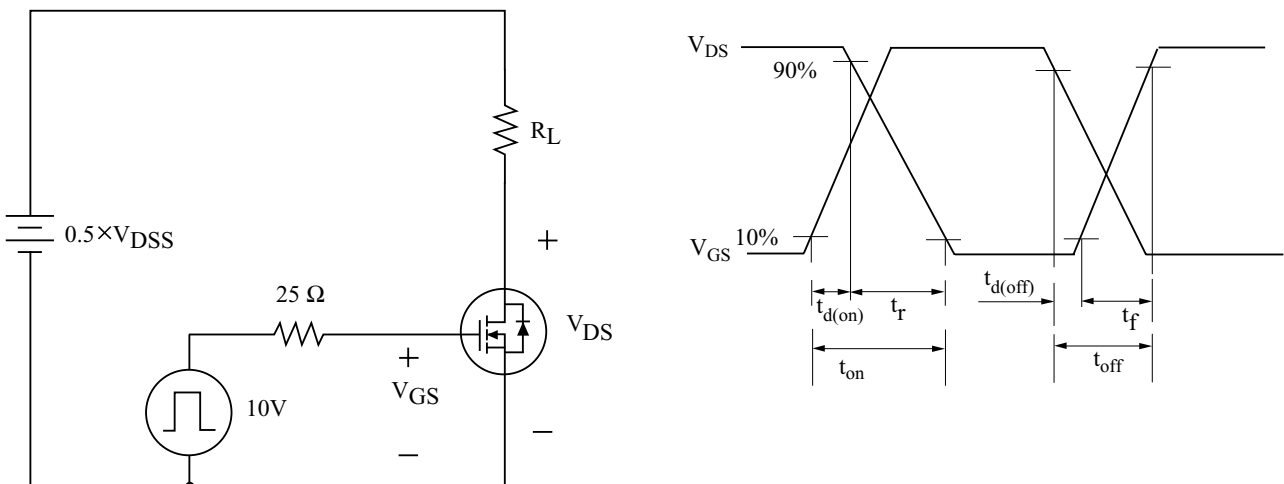 R_L
0.5×V_DSS
+
25 Ω
V_DS
+
V_GS
10V
−
−
V_DS
90%
10%
V_GS
t_d(on)
t_r
t_on
t_d(off)
t_f
t_off